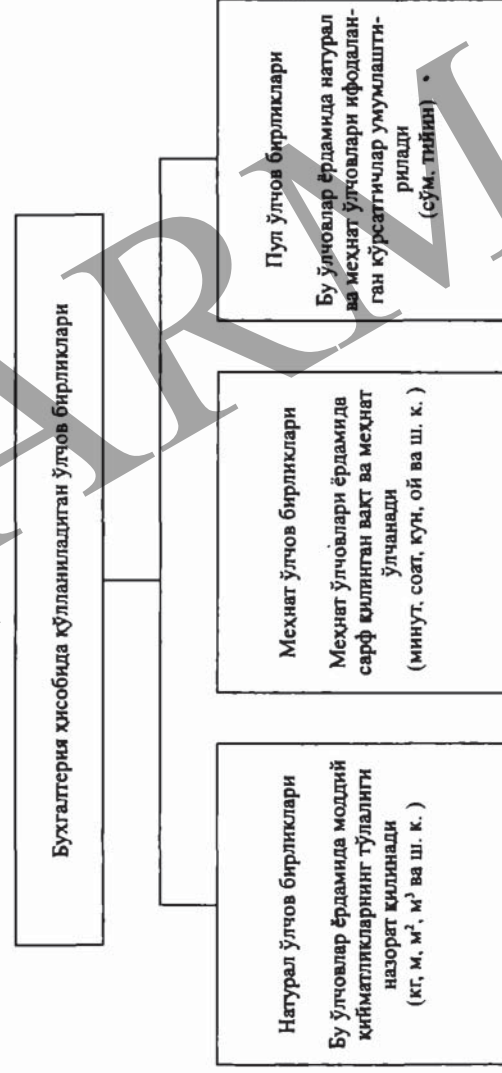 Бухгалтерия ҳисобида қўлланиладиган ўлчов бирликлари
Натурал ўлчов бирликлари
Бу ўлчовлар ёрдамида моддий
қийматликларнинг тўлалиги
назорат қилинади
(кг, м, м², м³ ва ш. к. )
Меҳнат ўлчов бирликлари
Меҳнат ўлчовлари ёрдамида
сарф қилинган вақт ва меҳнат
ўлчанади
(минут, соат, кун, ой ва ш. к. )
Пул ўлчов бирликлари
Бу ўлчовлар ёрдамида натурал
ва меҳнат ўлчовлари ифодалан-
ган кўрсатгичлар умумлашти-
рилади
(сўм, тийин)